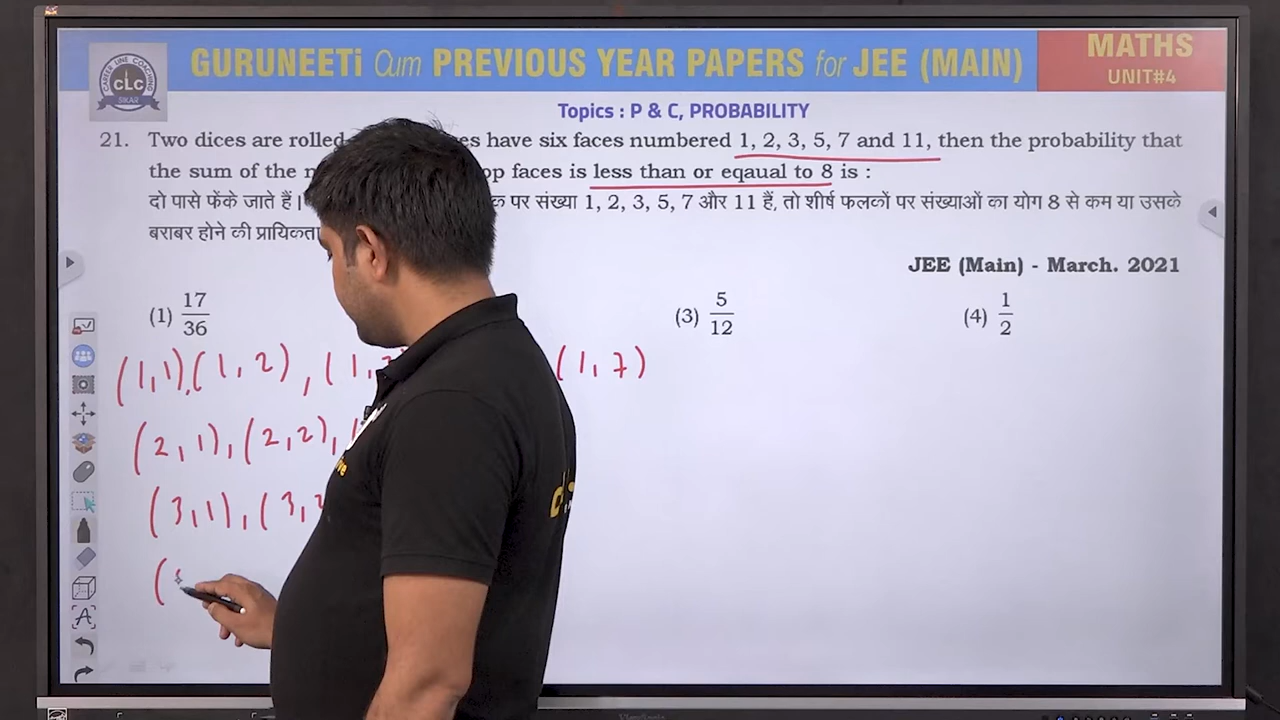 GURUNEETi Cum PREVIOUS YEAR PAPERS for JEE (MAIN)
MATHS
UNIT#4
CAREER LINE COACHING
CLC
SIKAR
Topics : P & C, PROBABILITY
21. Two dices are rolled es have six faces numbered 1, 2, 3, 5, 7 and 11, then the probability that
the sum of the op faces is less than or eqaual to 8 is :
दो पासे फेंके जाते हैं। पर संख्या 1, 2, 3, 5, 7 और 11 हैं, तो शीर्ष फलकों पर संख्याओं का योग 8 से कम या उसके
बराबर होने की प्रायिकता
JEE (Main) - March. 2021
(1) 17/36 (3) 5/12 (4) 1/2
(1,1),(1,2),(1, (1,7)
(2,1),(2,2),
(3,1),(3,
(